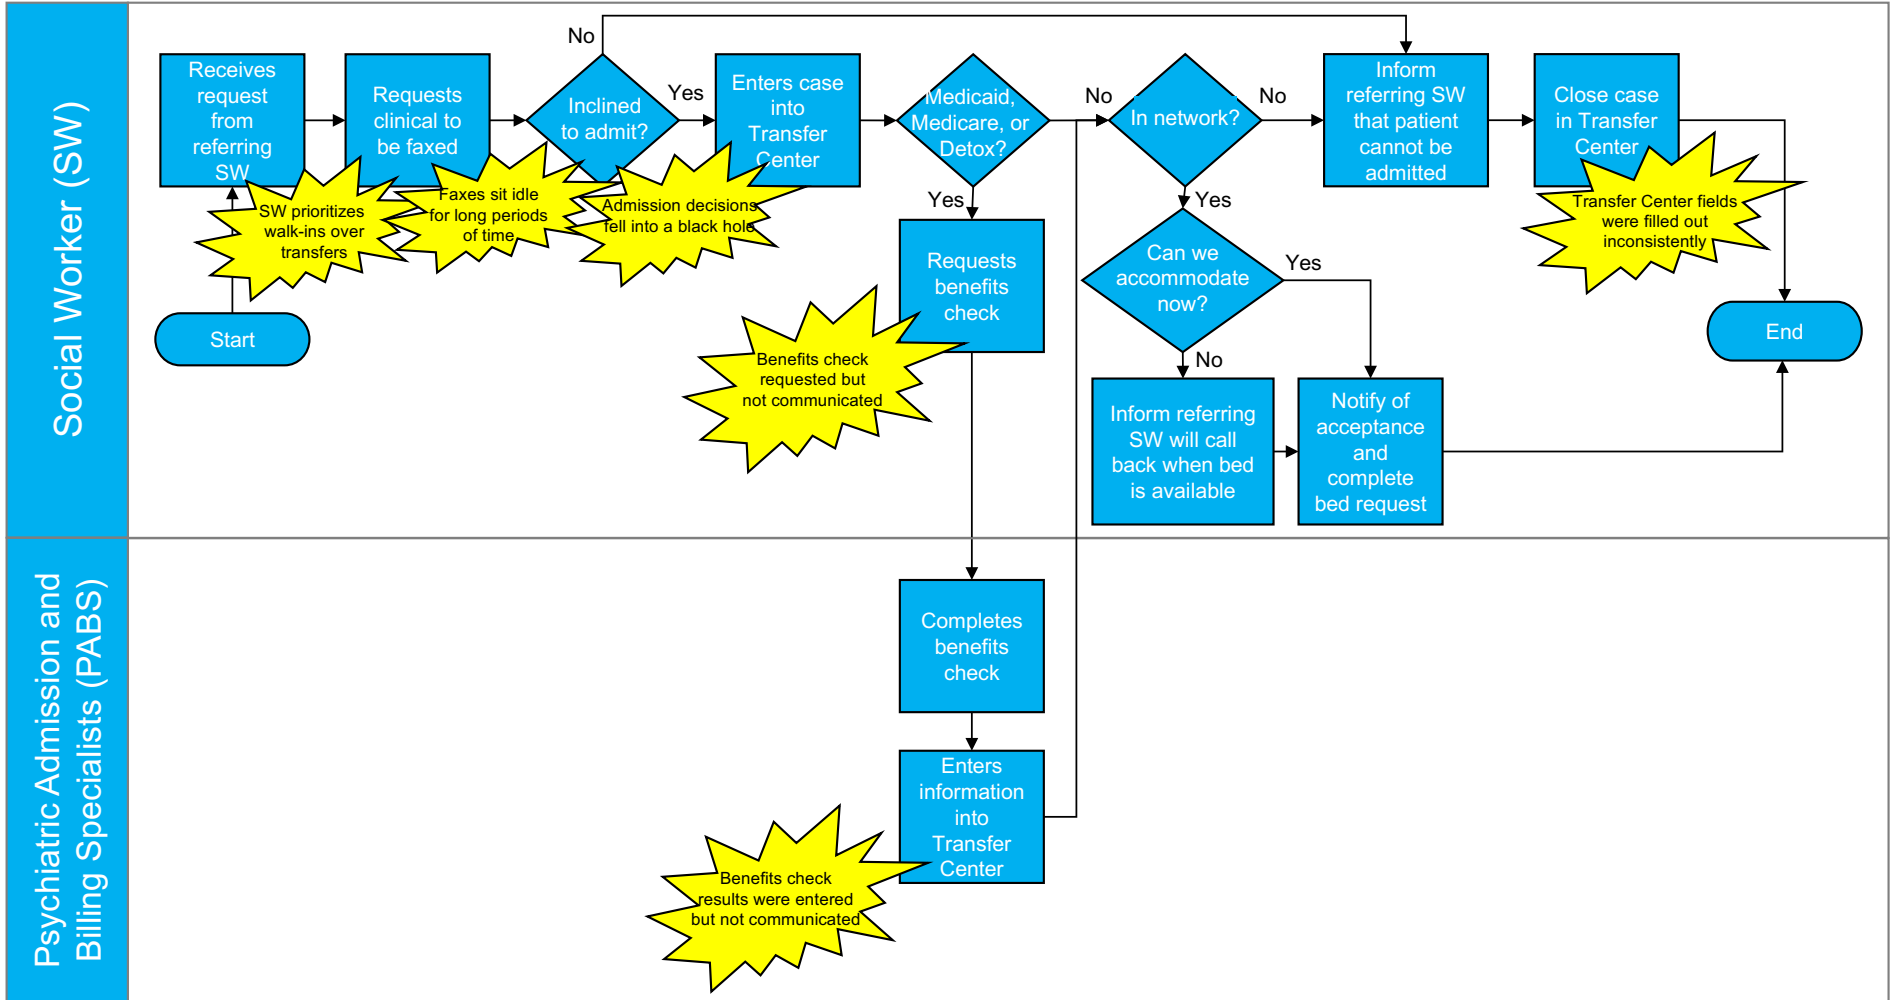 Social Worker (SW)
Receives
request
from
referring
SW
Requests
clinical to
be faxed
No
Inclined
to admit?
Yes
Enters case
into
Transfer
Center
Medicaid,
Medicare, or
Detox?
No
In network?
No
Inform
referring SW
that patient
cannot be
admitted
Close case
in Transfer
Center
SW prioritizes
walk-ins over
transfers
Faxes sit idle
for long periods
of time
Admission decisions
fell into a black hole
Yes
Yes
Transfer Center fields
were filled out
inconsistently
Requests
benefits
check
Can we
accommodate
now?
Yes
Start
End
Benefits check
requested but
not communicated
No
Inform referring
SW will call
back when bed
is available
Notify of
acceptance
and
complete
bed request
Psychiatric Admission and
Billing Specialists (PABS)
Completes
benefits
check
Enters
information
into
Transfer
Center
Benefits check
results were entered
but not communicated